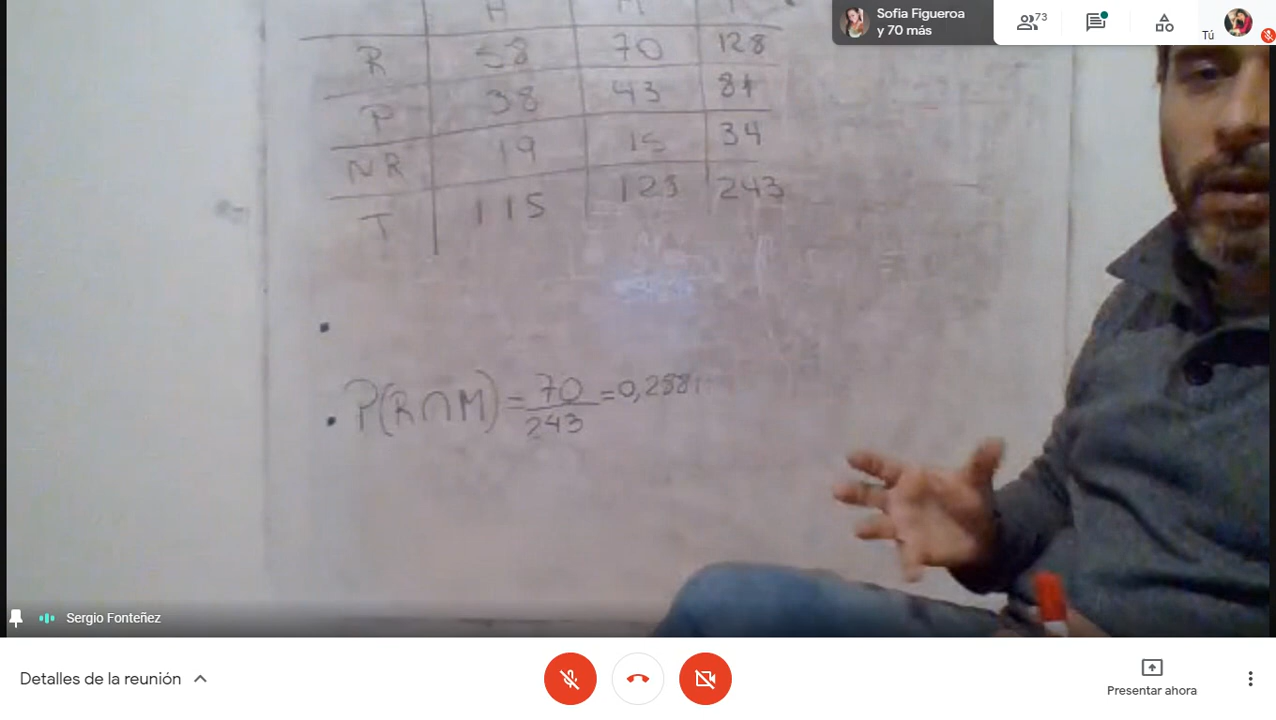 Sofia Figueroa
y 70 más
73
Tú
H M
R 58 70 128
P 38 43 81
NR 19 15 34
T 115 128 243
P(R∩M) = 70/243 = 0,2881
Sergio Fonteñez
Detalles de la reunión
Presentar ahora